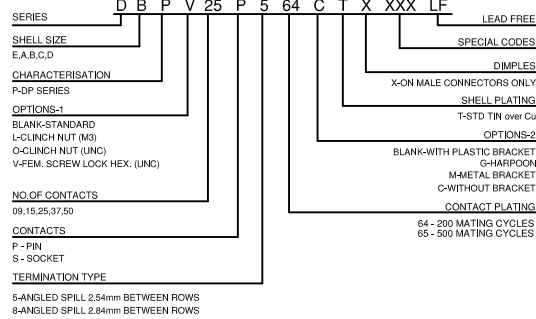 D B P V 25 P 5 64 C T X XXX LF
SERIES
SHELL SIZE
E,A,B,C,D
CHARACTERISATION
P-DP SERIES
OPTIONS-1
BLANK-STANDARD
L-CLINCH NUT (M3)
O-CLINCH NUT (UNC)
V-FEM. SCREW LOCK HEX. (UNC)
NO.OF CONTACTS
09,15,25,37,50
CONTACTS
P - PIN
S - SOCKET
TERMINATION TYPE
5-ANGLED SPILL 2.54mm BETWEEN ROWS
8-ANGLED SPILL 2.84mm BETWEEN ROWS
LEAD FREE
SPECIAL CODES
DIMPLES
X-ON MALE CONNECTORS ONLY
SHELL PLATING
T-STD TIN over Cu
OPTIONS-2
BLANK-WITH PLASTIC BRACKET
G-HARPOON
M-METAL BRACKET
C-WITHOUT BRACKET
CONTACT PLATING
64 - 200 MATING CYCLES
65 - 500 MATING CYCLES